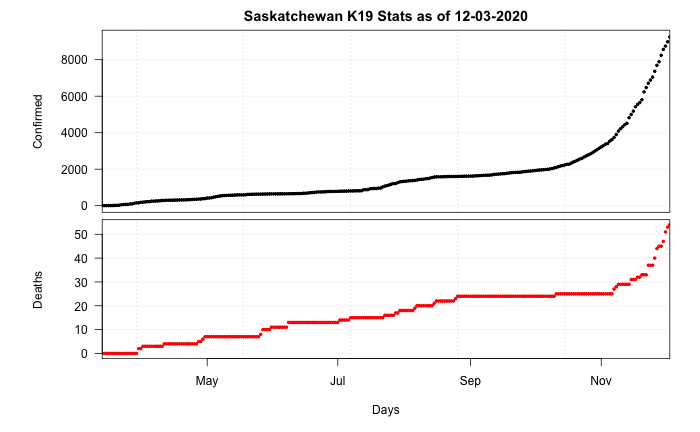 Saskatchewan K19 Stats as of 12-03-2020
Confirmed
8000
6000
4000
2000
0
Deaths
50
40
30
20
10
0
May Jul Sep Nov
Days